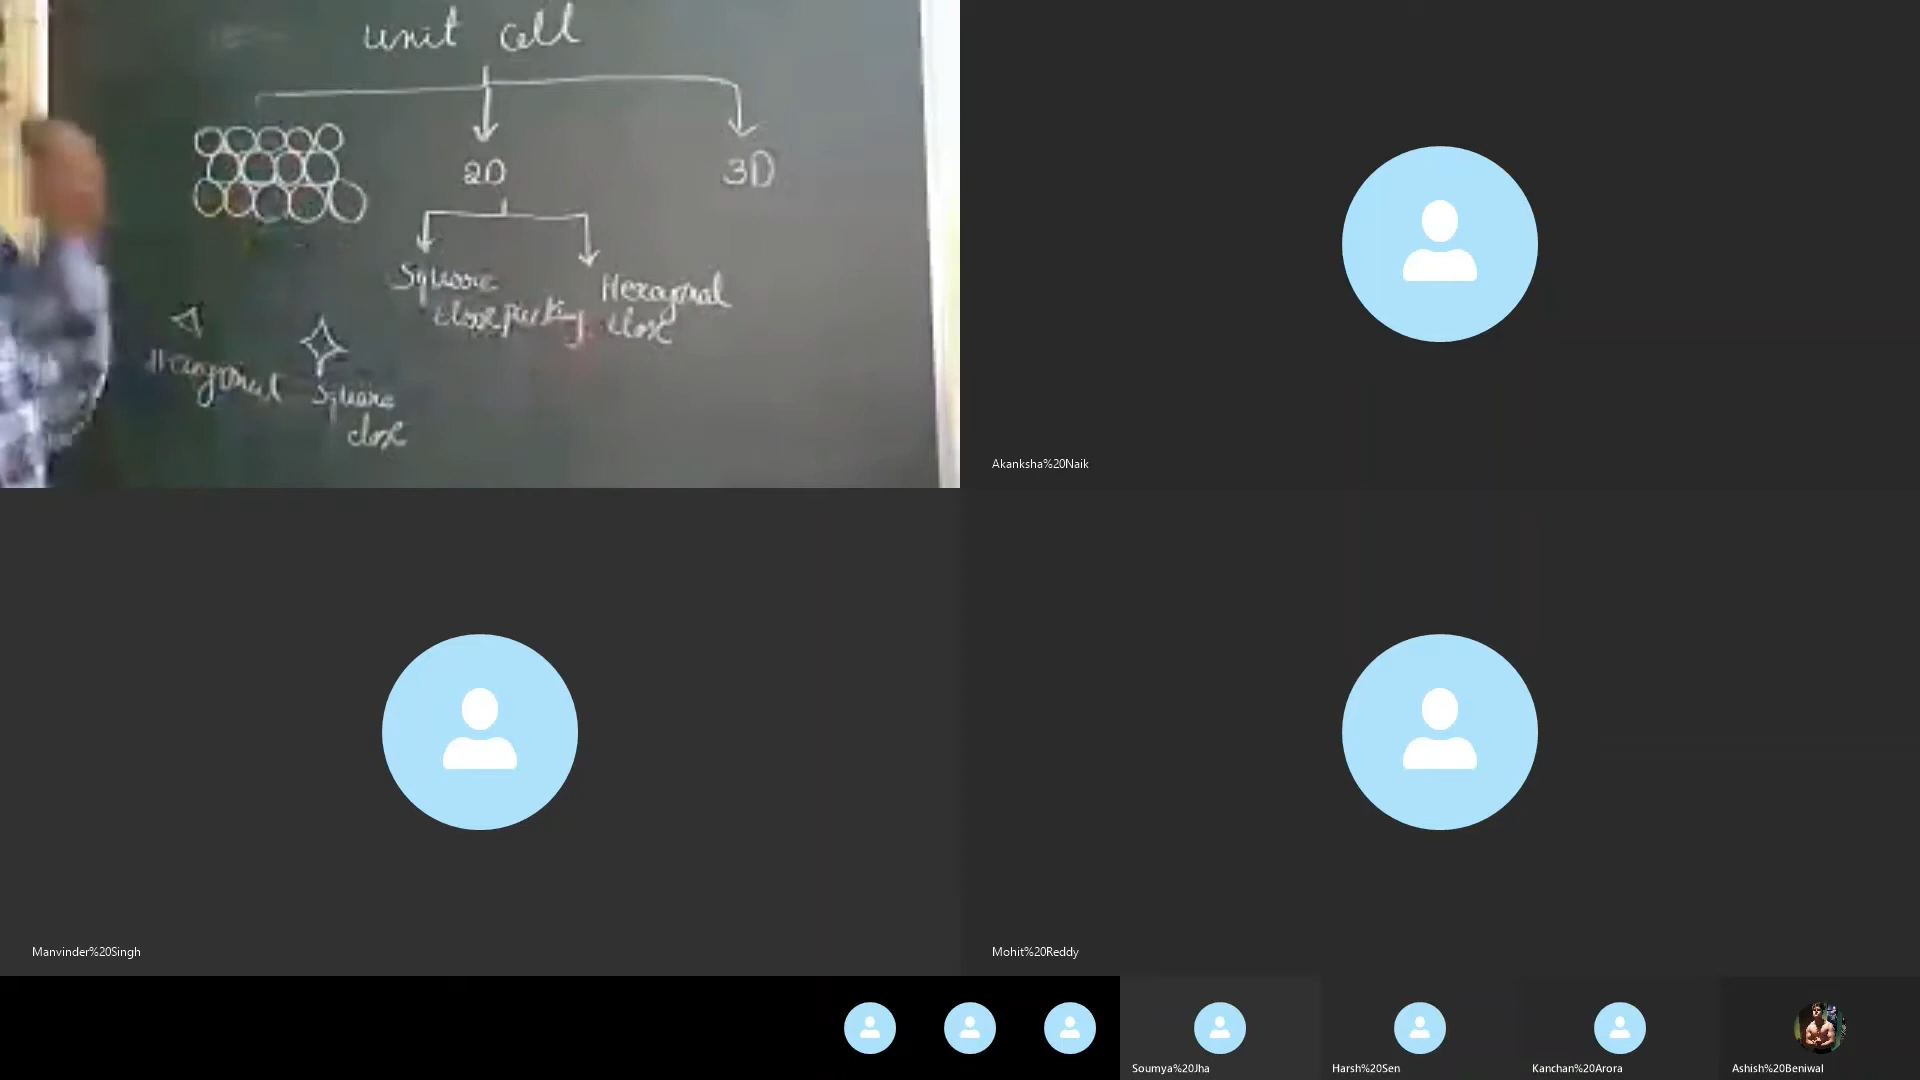 unit cell
2D
3D
Square
close packing
Hexagonal
close
Hexagonal
Square
close
Akanksha%20Naik
Manvinder%20Singh
Mohit%20Reddy
Soumya%20Jha
Harsh%20Sen
Kanchan%20Arora
Ashish%20Beniwal